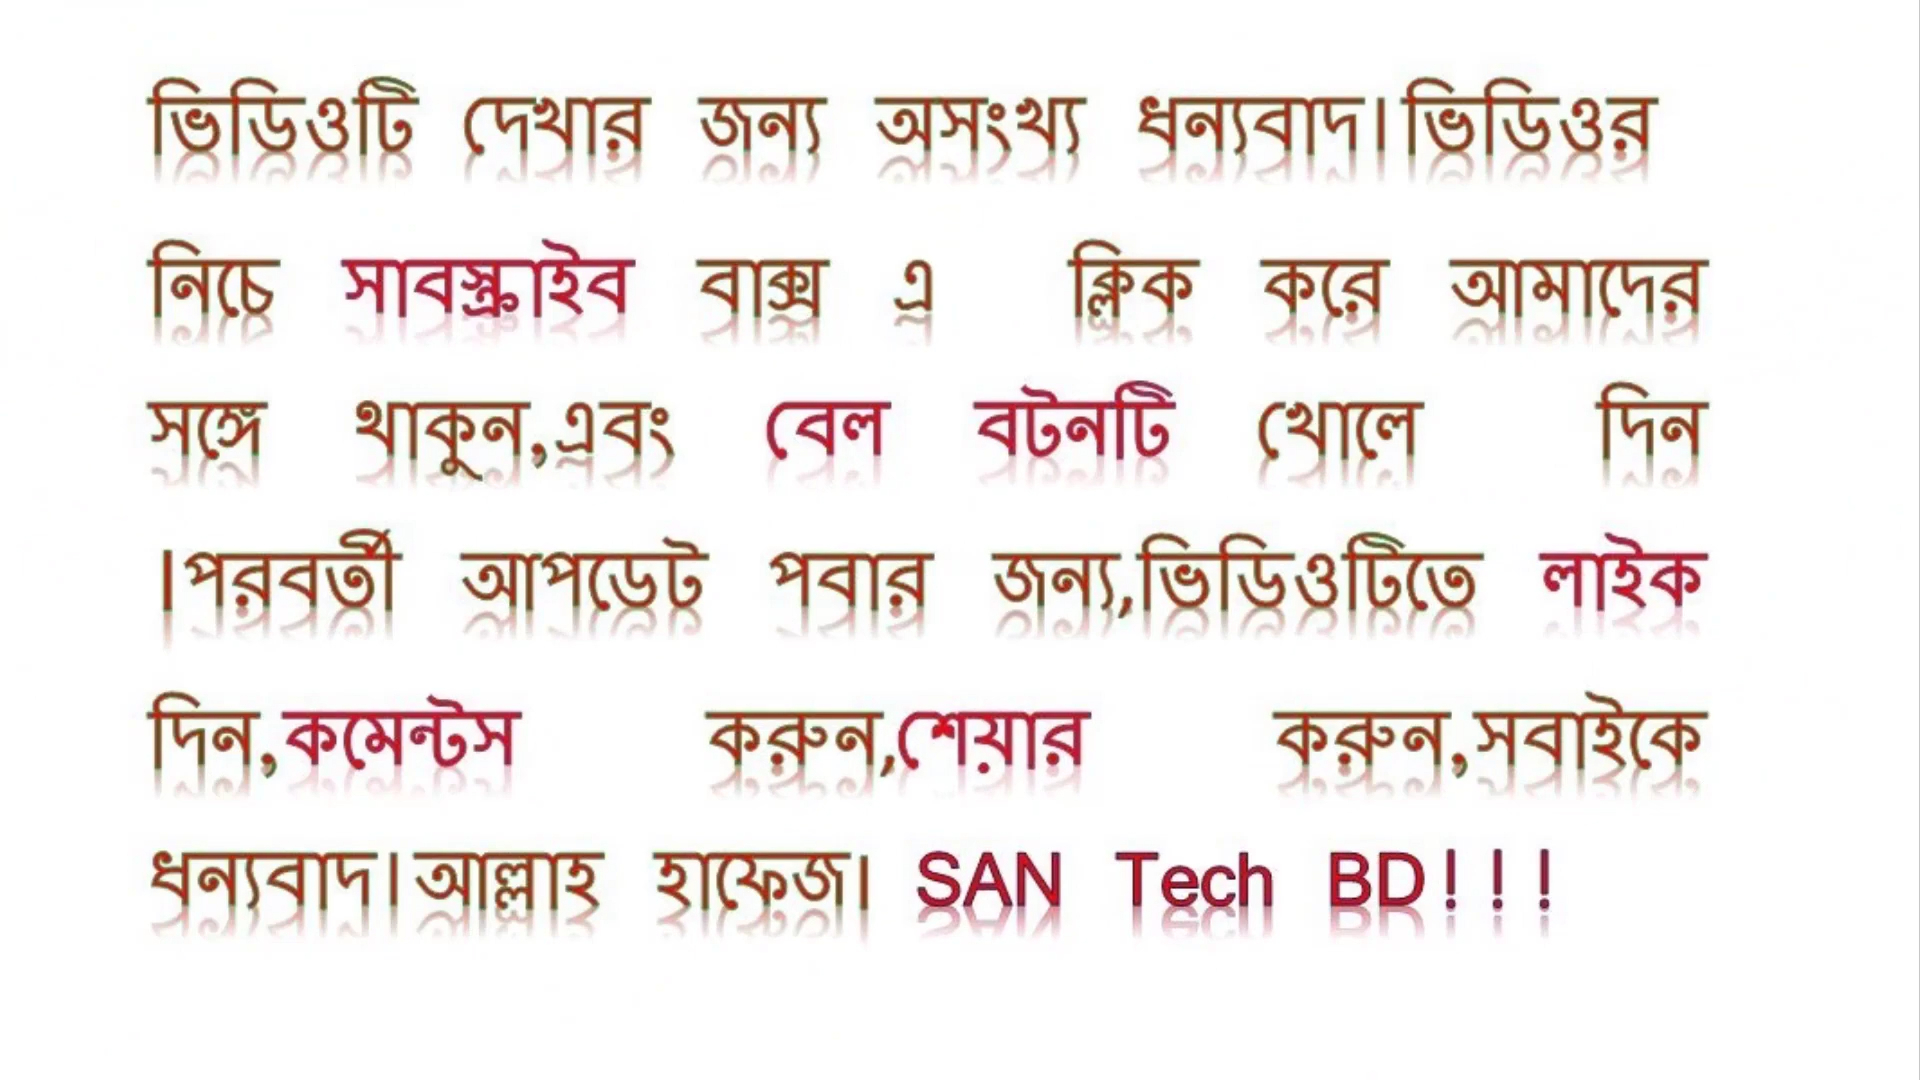 ভিডিওটি দেখার জন্য অসংখ্য ধন্যবাদ। ভিডিওর
নিচে সাবস্ক্রাইব বাক্স এ ক্লিক করে আমাদের
সঙ্গে থাকুন,এবং বেল বটনটি খোলে দিন
।পরবর্তী আপডেট পবার জন্য,ভিডিওটিতে লাইক
দিন,কমেন্টস করুন,শেয়ার করুন,সবাইকে
ধন্যবাদ।আল্লাহ হাফেজ। SAN Tech BD!!!